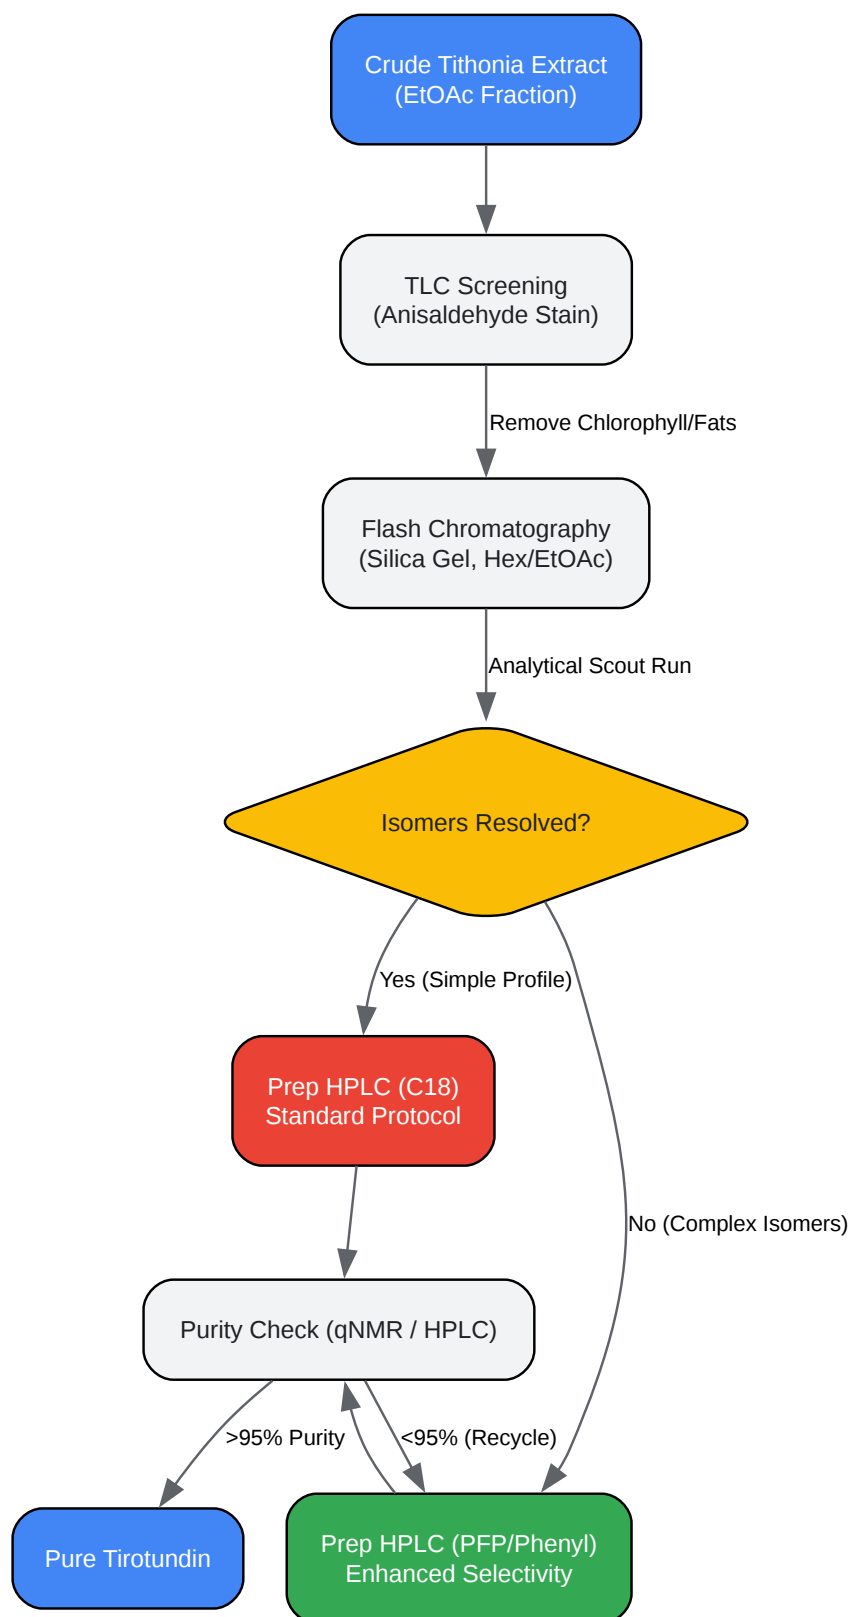 Crude Tithonia Extract
(EtOAc Fraction)
TLC Screening
(Anisaldehyde Stain)
Remove Chlorophyll/Fats
Flash Chromatography
(Silica Gel, Hex/EtOAc)
Analytical Scout Run
Isomers Resolved?
Yes (Simple Profile)
Prep HPLC (C18)
Standard Protocol
No (Complex Isomers)
Purity Check (qNMR / HPLC)
>95% Purity
<95% (Recycle)
Pure Tirotundin
Prep HPLC (PFP/Phenyl)
Enhanced Selectivity